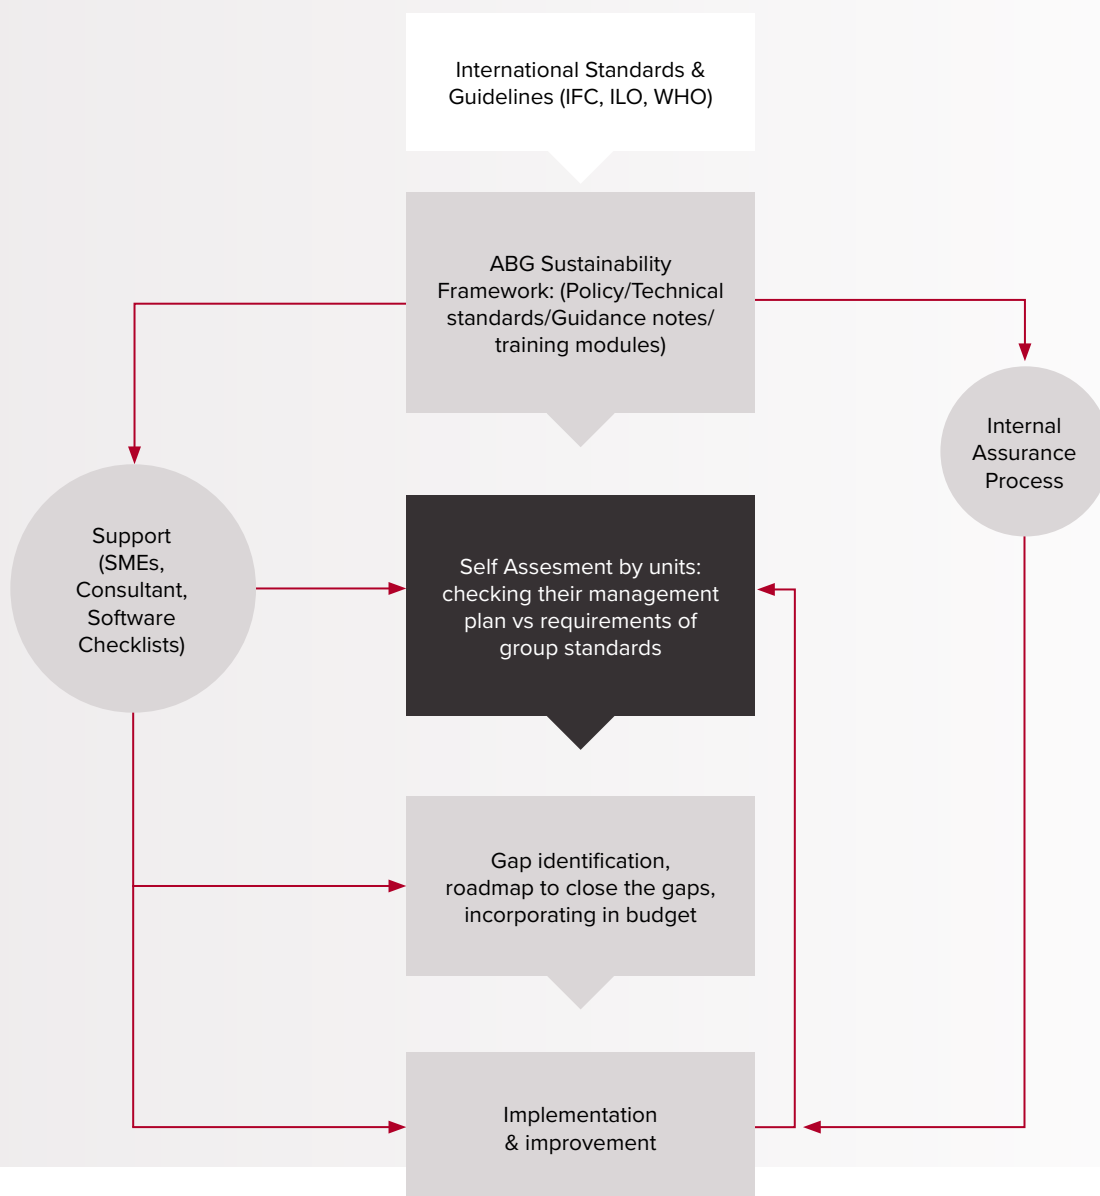 International Standards &
Guidelines (IFC, ILO, WHO)
ABG Sustainability
Framework: (Policy/Technical
standards/Guidance notes/
training modules)
Internal
Assurance
Process
Support
(SMEs,
Consultant,
Software
Checklists)
Self Assesment by units:
checking their management
plan vs requirements of
group standards
Gap identification,
roadmap to close the gaps,
incorporating in budget
Implementation
& improvement